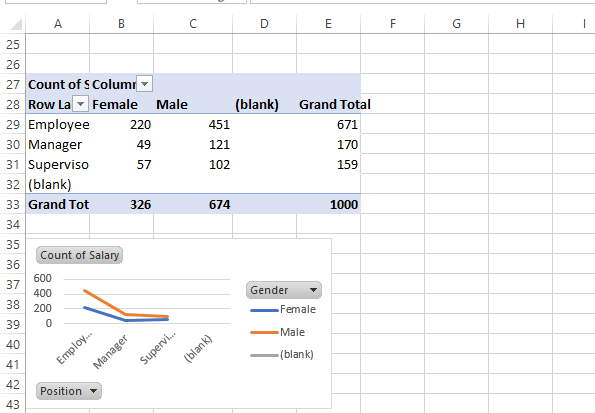 A B C D E F G H I
25
26
27 Count of S Column
28 Row La Female Male (blank) Grand Total
29 Employee 220 451 671
30 Manager 49 121 170
31 Superviso 57 102 159
32 (blank)
33 Grand Tot 326 674 1000
34
35
36
37
38
39
40
41
42
43
Count of Salary
600
400
200
0
Employ...
Manager
Supervi...
(blank)
Gender
Female
Male
(blank)
Position